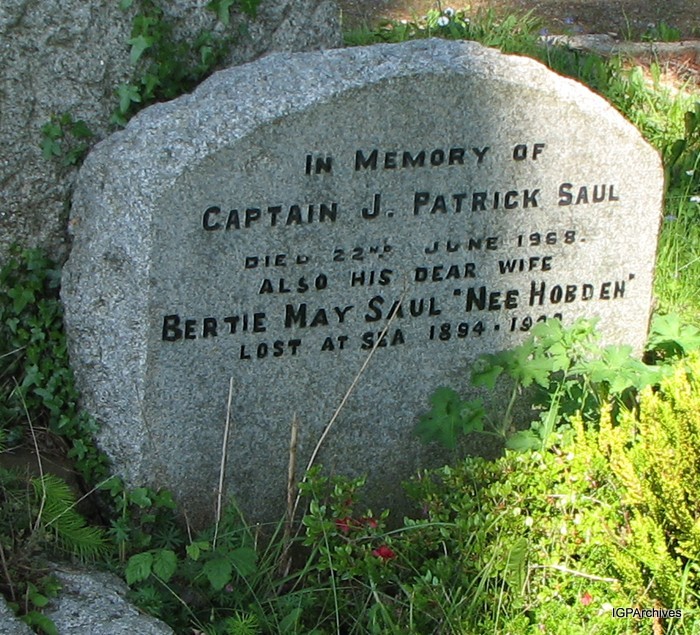 IN MEMORY OF
CAPTAIN J. PATRICK SAUL
DIED 22ND JUNE 1968.
ALSO HIS DEAR WIFE
BERTIE MAY SAUL "NEE HOBDEN"
LOST AT SEA 1894 -
IGPArchives